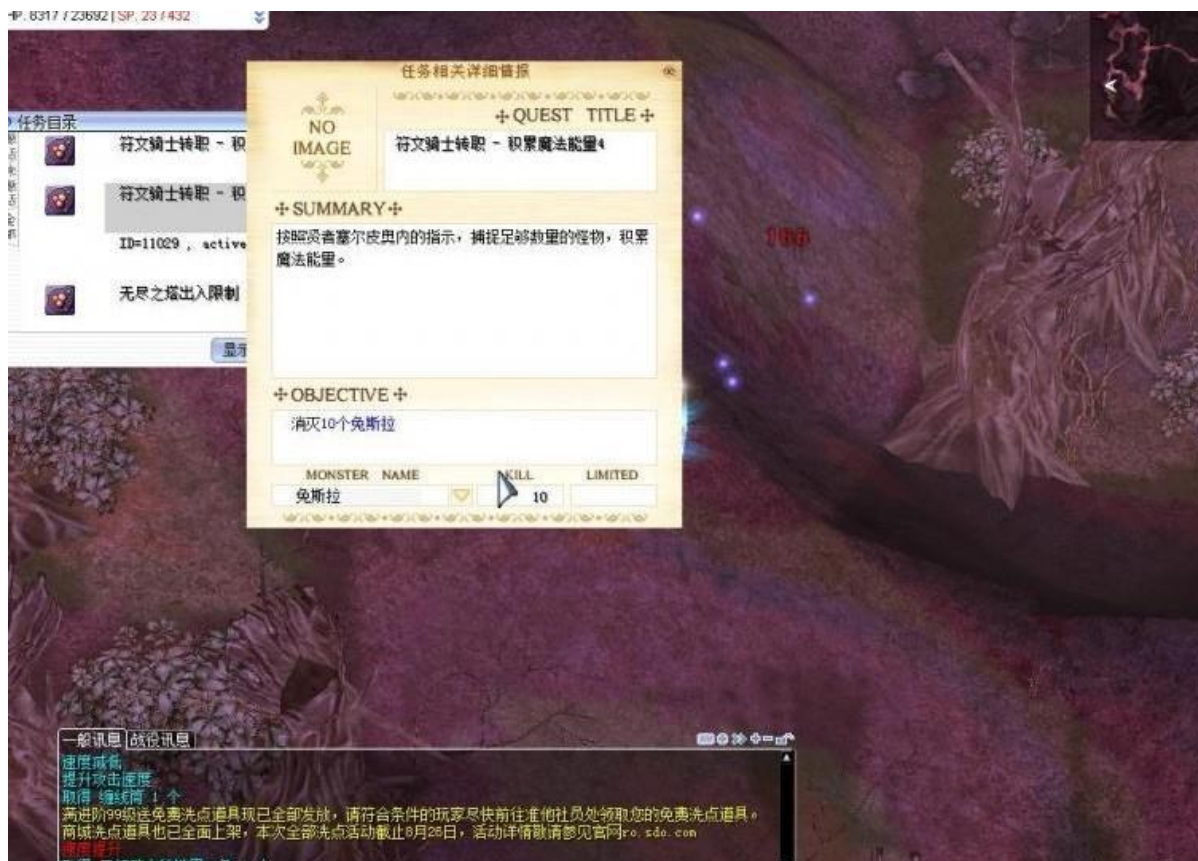 HP. 8317 / 23692 | SP. 237 / 432
任务目录
符文骑士转职 - 积
符文骑士转职 - 积
ID=11029 , active
无尽之塔出入限制
显示
任务相关详细情报
NO
IMAGE
QUEST TITLE
符文骑士转职 - 积累魔法能量4
SUMMARY
按照贤者塞尔皮奥内的指示，捕捉足够数量的怪物，积累
魔法能量。
OBJECTIVE
消灭10个兔斯拉
MONSTER NAME KILL LIMITED
兔斯拉 10
166
一般讯息 战役讯息
速度减低
提升攻击速度
取得 缠线筒 1 个
满进阶99级送免费洗点道具现已全部发放，请符合条件的玩家尽快前往准他社员处领取您的免费洗点道具。
商城洗点道具也已全面上架，本次全部洗点活动截止8月26日，活动详情敬请参见官网ro.sdo.com
速度提升